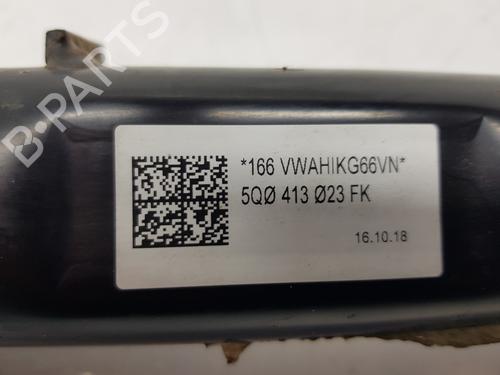 B-PARTS
*166 VWAHIKG66VN*
5QØ 413 Ø23 FK
16.10.18